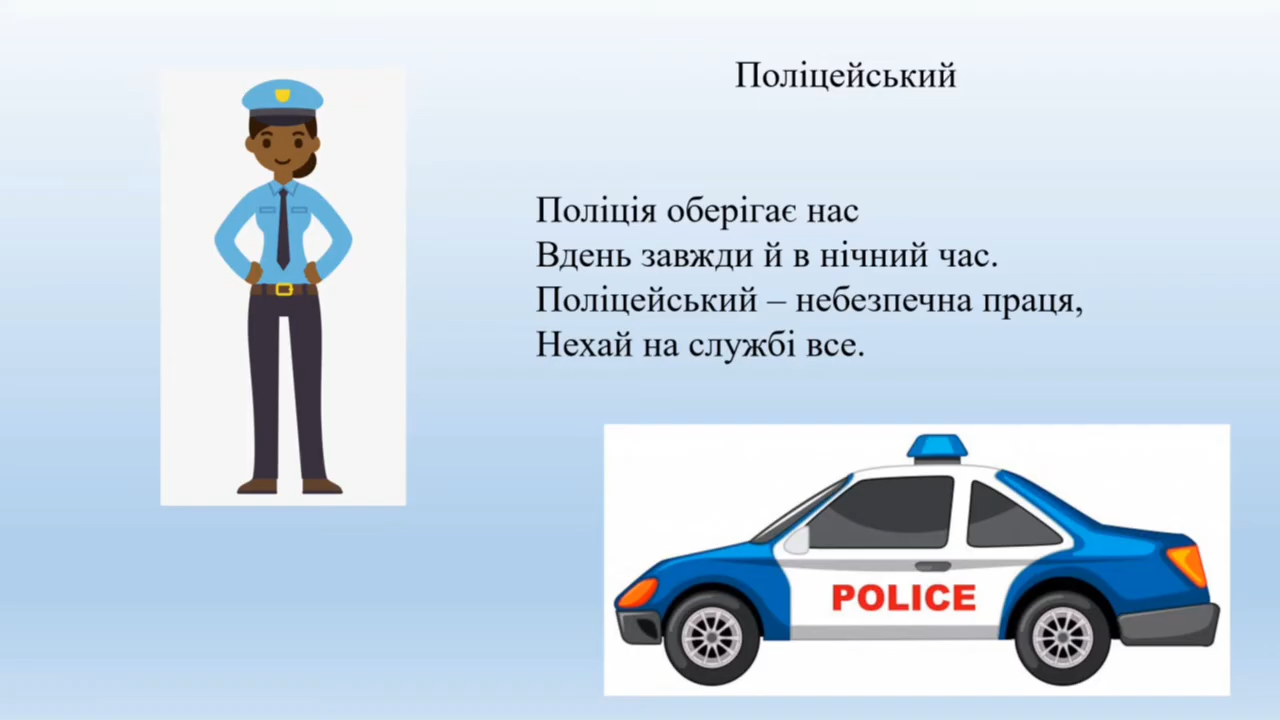 Поліцейський
Поліція оберігає нас
Вдень завжди й в нічний час.
Поліцейський – небезпечна праця,
Нехай на службі все.
POLICE